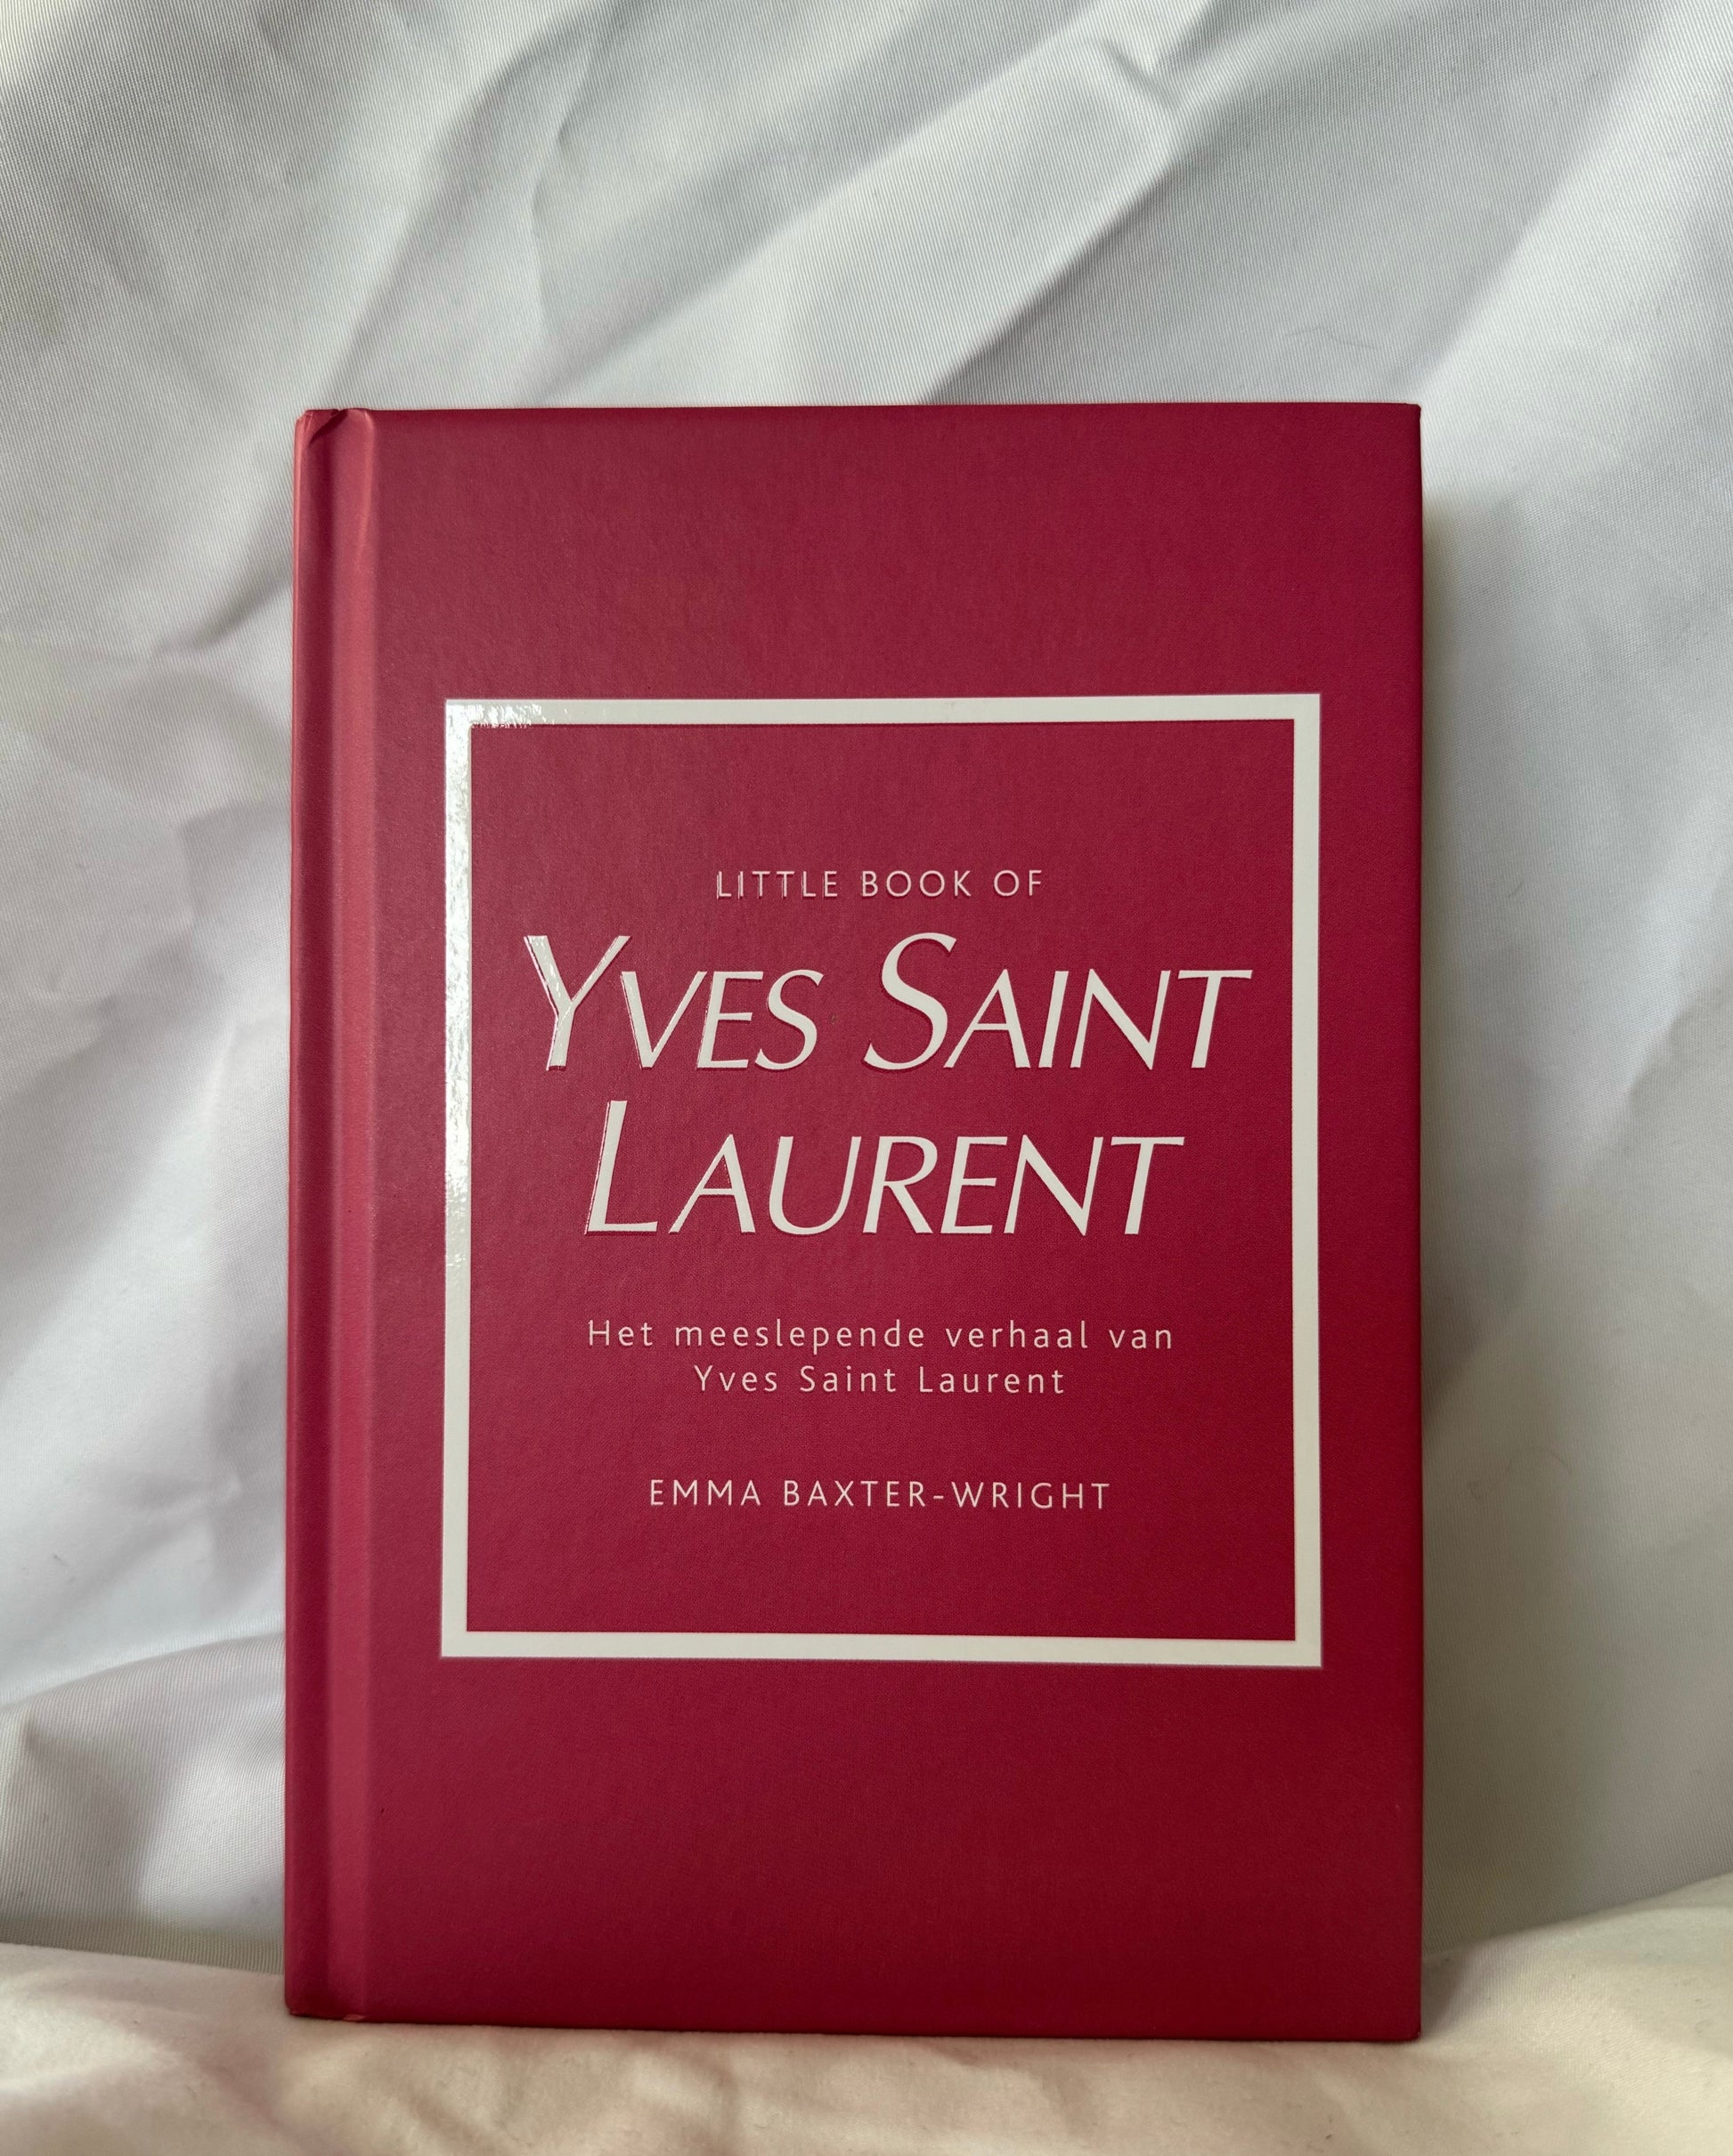 LITTLE BOOK OF
YVES SAINT
LAURENT
Het meeslepende verhaal van
Yves Saint Laurent
EMMA BAXTER-WRIGHT